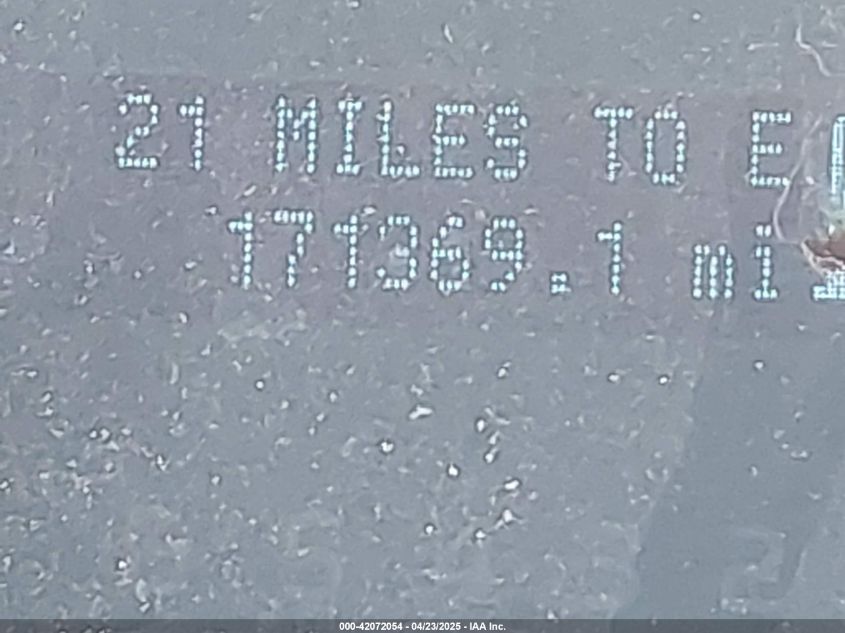 21 MILES TO E
171369.1 mi
000-42072054 - 04/23/2025 - IAA Inc.